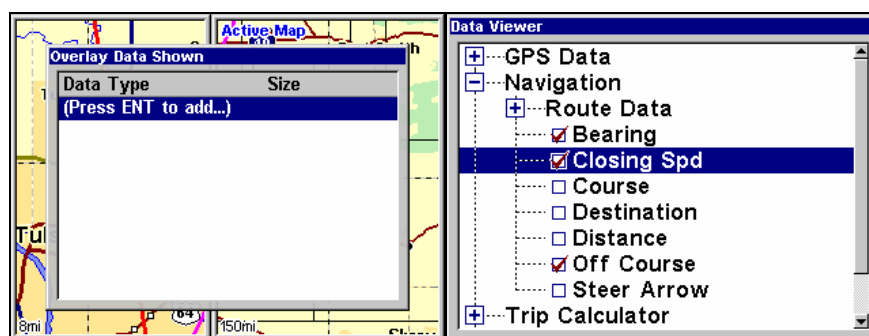 Active Map
Overlay Data Shown
Data Type Size
(Press ENT to add...)
8mi
64
150mi
Data Viewer
GPS Data
Navigation
Route Data
Bearing
Closing Spd
Course
Destination
Distance
Off Course
Steer Arrow
Trip Calculator